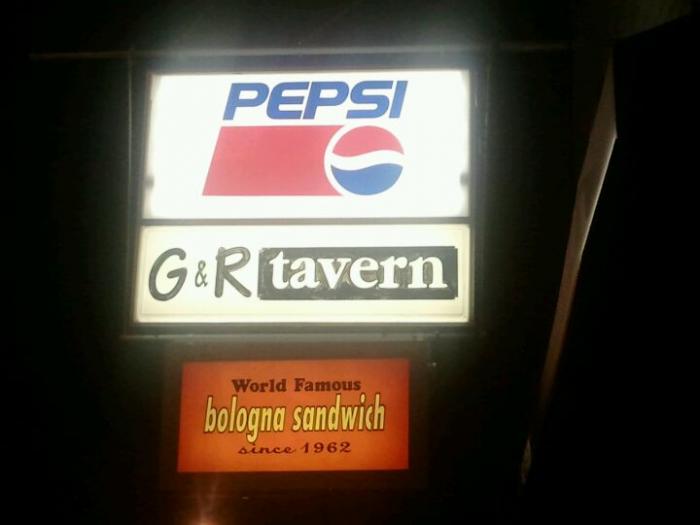 PEPSI
G & R tavern
World Famous
bologna sandwich
since 1962